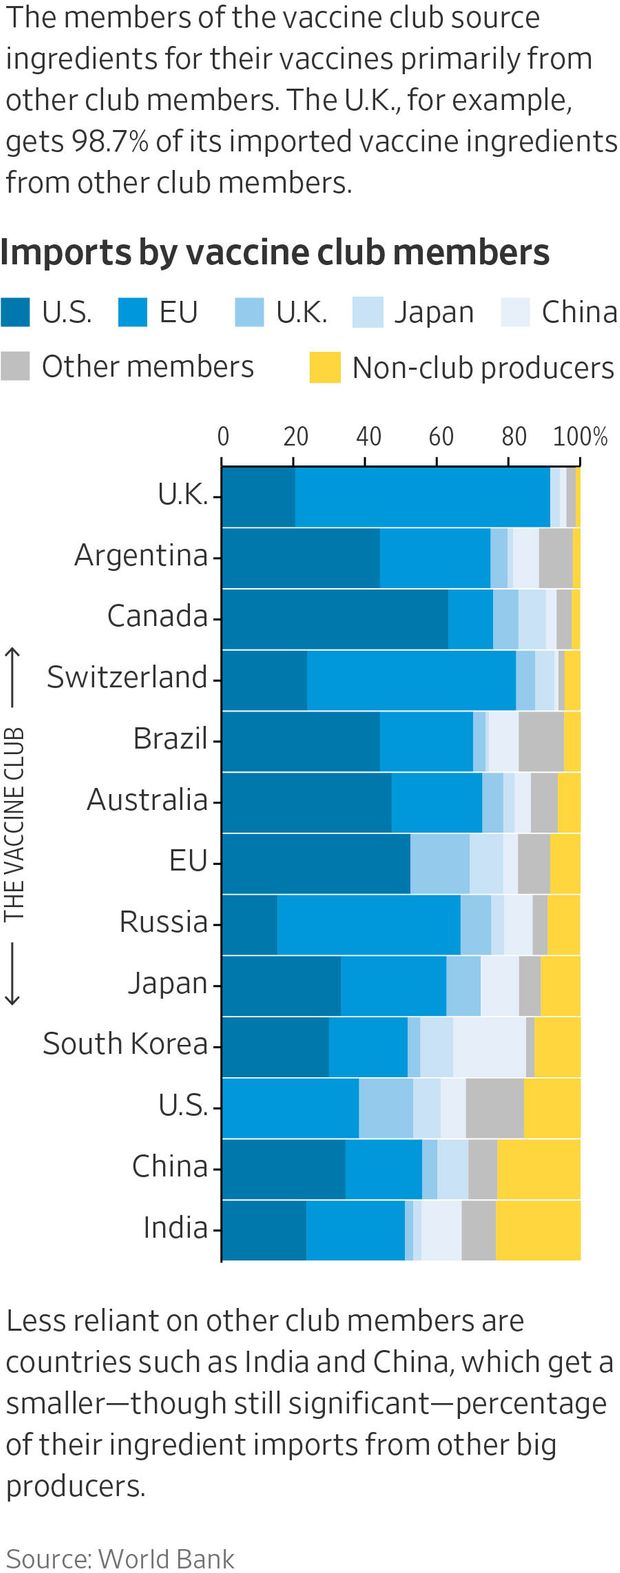 The members of the vaccine club source
ingredients for their vaccines primarily from
other club members. The U.K., for example,
gets 98.7% of its imported vaccine ingredients
from other club members.
Imports by vaccine club members
U.S. EU U.K. Japan China
Other members Non-club producers
0 20 40 60 80 100%
U.K.
Argentina
Canada
Switzerland
Brazil
Australia
EU
Russia
Japan
South Korea
U.S.
China
India
THE VACCINE CLUB
Less reliant on other club members are
countries such as India and China, which get a
smaller—though still significant—percentage
of their ingredient imports from other big
producers.
Source: World Bank